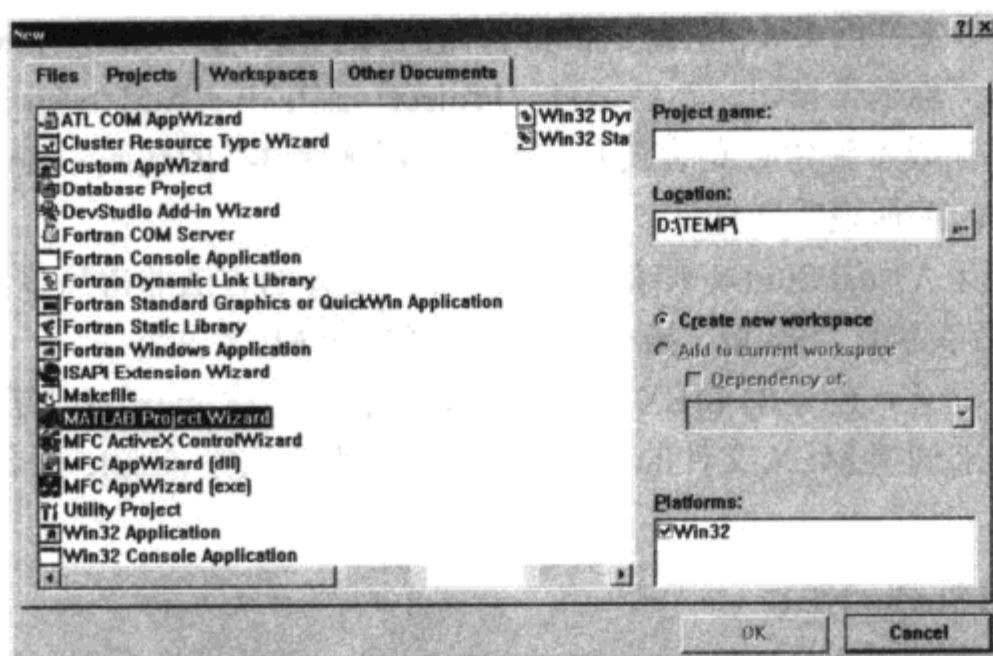 New
Files Projects Workspaces Other Documents
ATL COM AppWizard
Cluster Resource Type Wizard
Custom AppWizard
Database Project
DevStudio Add-in Wizard
Fortran COM Server
Fortran Console Application
Fortran Dynamic Link Library
Fortran Standard Graphics or QuickWin Application
Fortran Static Library
Fortran Windows Application
ISAPI Extension Wizard
Makefile
MATLAB Project Wizard
MFC ActiveX ControlWizard
MFC AppWizard (dll)
MFC AppWizard (exe)
Utility Project
Win32 Application
Win32 Console Application
Win32 Dyr
Win32 Sta
Project name:
Location:
D:\TEMP\
...
Create new workspace
Add to current workspace
Dependency of:
Platforms:
Win32
OK Cancel